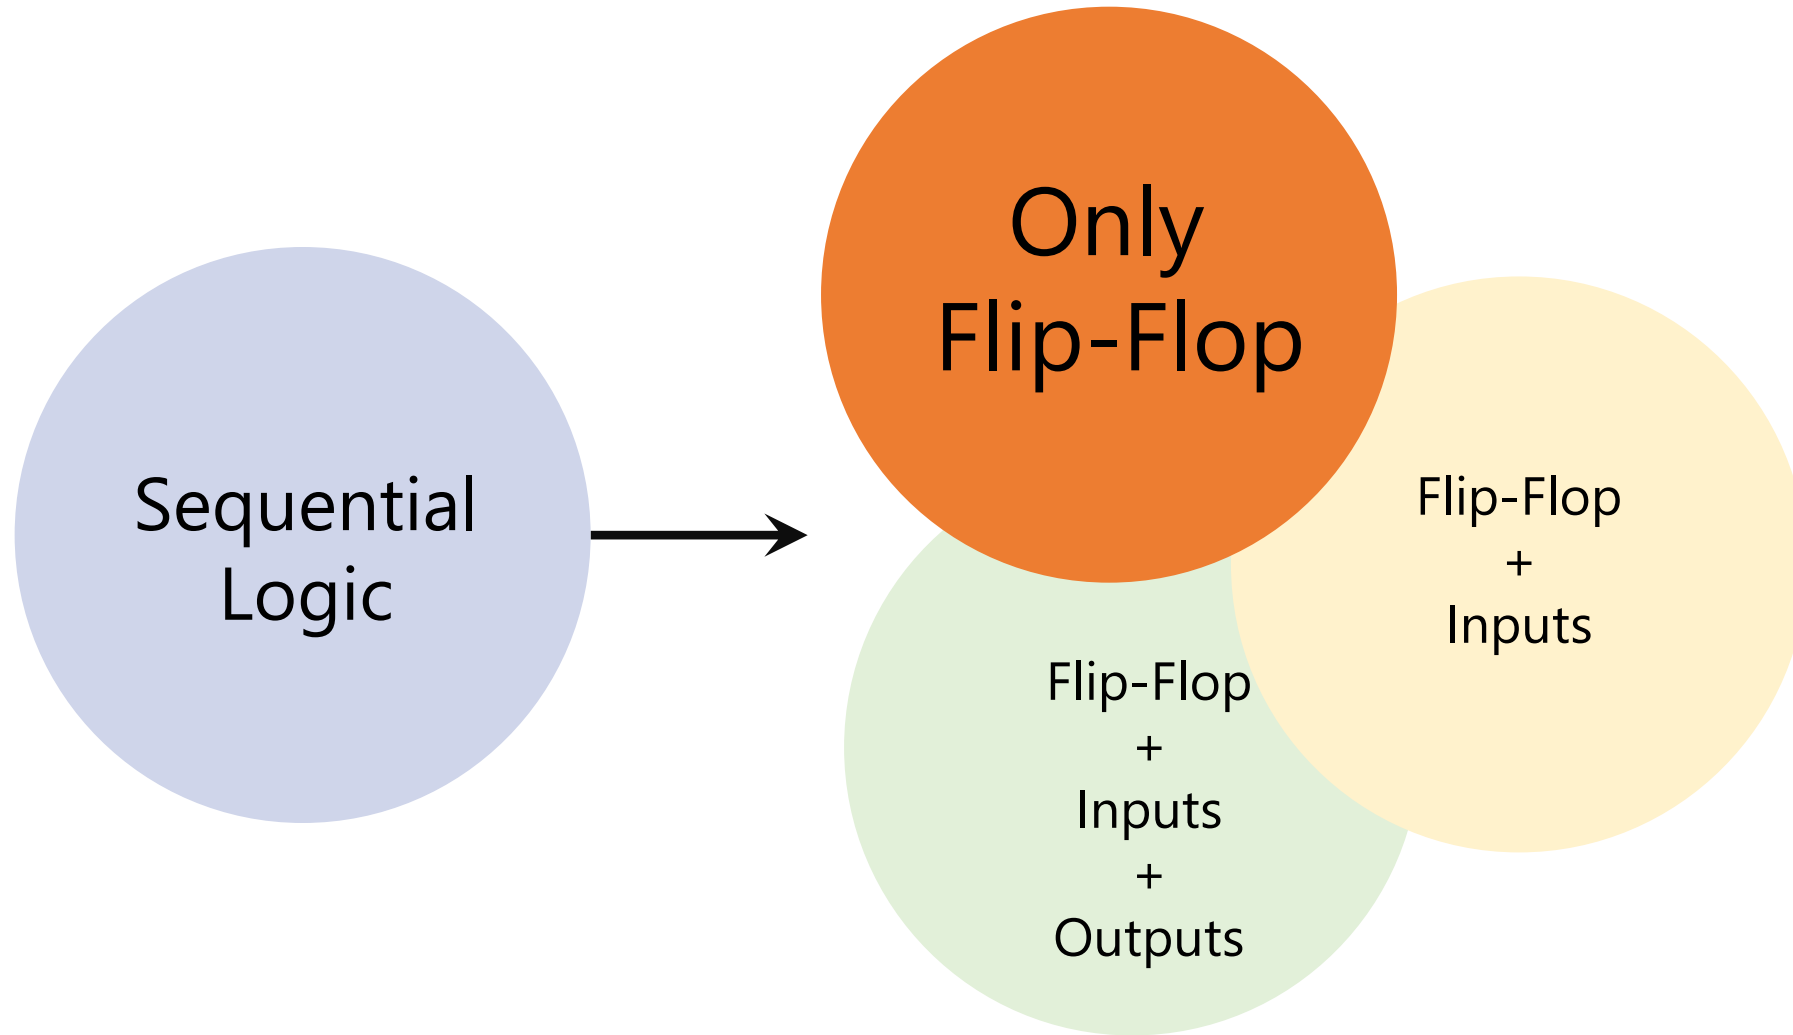 Sequential
Logic
Only
Flip-Flop
Flip-Flop
+
Inputs
Flip-Flop
+
Inputs
+
Outputs